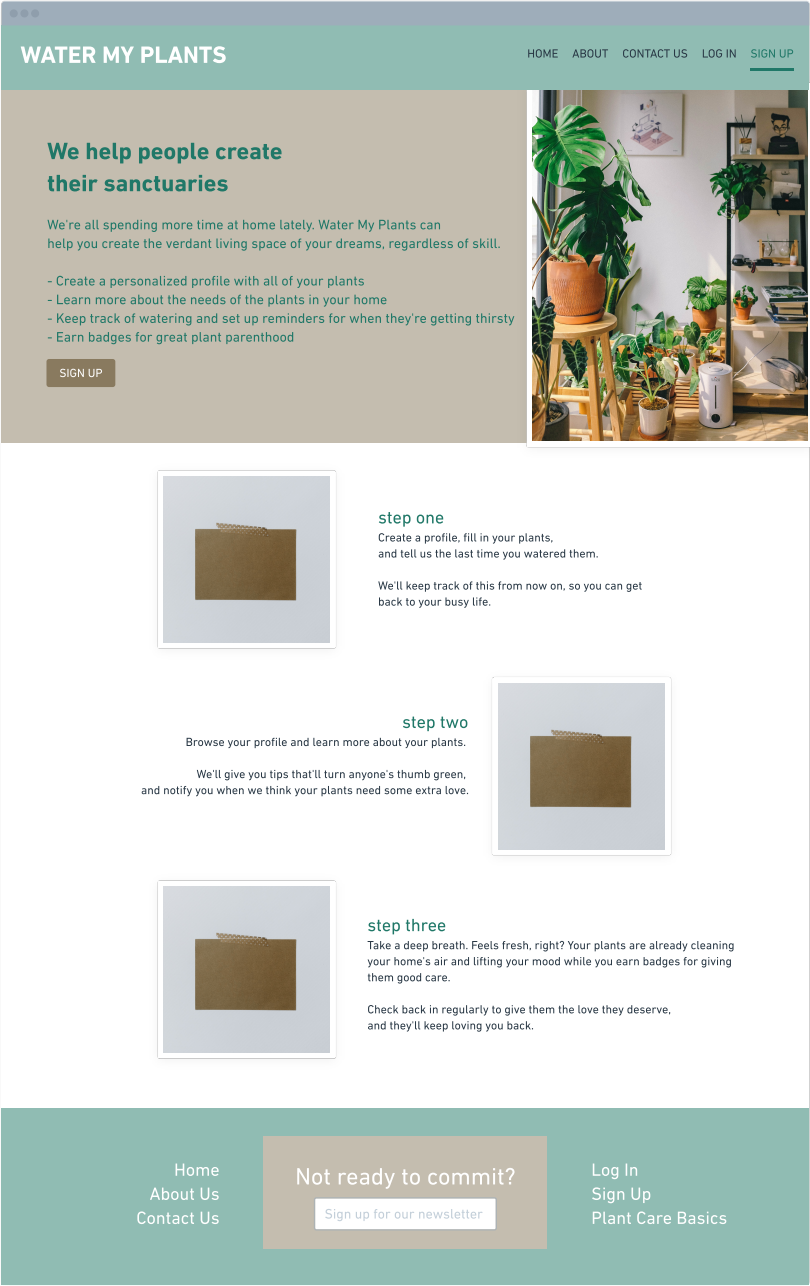 WATER MY PLANTS
HOME ABOUT CONTACT US LOG IN SIGN UP
We help people create
their sanctuaries
We're all spending more time at home lately. Water My Plants can
help you create the verdant living space of your dreams, regardless of skill.
- Create a personalized profile with all of your plants
- Learn more about the needs of the plants in your home
- Keep track of watering and set up reminders for when they're getting thirsty
- Earn badges for great plant parenthood
SIGN UP
step one
Create a profile, fill in your plants,
and tell us the last time you watered them.
We'll keep track of this from now on, so you can get
back to your busy life.
step two
Browse your profile and learn more about your plants.
We'll give you tips that'll turn anyone's thumb green,
and notify you when we think your plants need some extra love.
step three
Take a deep breath. Feels fresh, right? Your plants are already cleaning
your home's air and lifting your mood while you earn badges for giving
them good care.
Check back in regularly to give them the love they deserve,
and they'll keep loving you back.
Home
About Us
Contact Us
Not ready to commit?
Sign up for our newsletter
Log In
Sign Up
Plant Care Basics